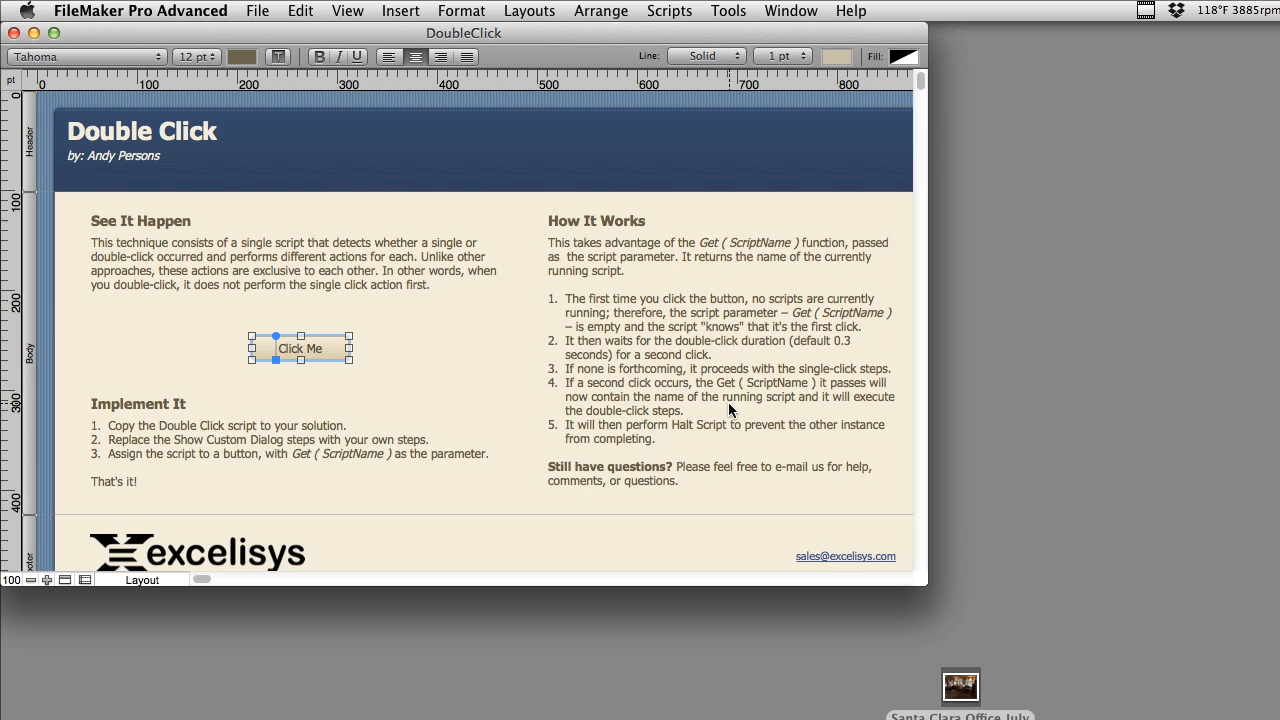 FileMaker Pro Advanced File Edit View Insert Format Layouts Arrange Scripts Tools Window Help 118°F 3885rpm
DoubleClick
Tahoma 12 pt T B I U Line: Solid 1 pt Fill:
pt 0 100 200 300 400 500 600 700 800
0
Header
Double Click
by: Andy Persons
100
See It Happen
This technique consists of a single script that detects whether a single or
double-click occurred and performs different actions for each. Unlike other
approaches, these actions are exclusive to each other. In other words, when
you double-click, it does not perform the single click action first.
200
Body
Click Me
300
Implement It
1. Copy the Double Click script to your solution.
2. Replace the Show Custom Dialog steps with your own steps.
3. Assign the script to a button, with Get ( ScriptName ) as the parameter.
That's it!
400
How It Works
This takes advantage of the Get ( ScriptName ) function, passed
as the script parameter. It returns the name of the currently
running script.
1. The first time you click the button, no scripts are currently
running; therefore, the script parameter – Get ( ScriptName )
– is empty and the script "knows" that it's the first click.
2. It then waits for the double-click duration (default 0.3
seconds) for a second click.
3. If none is forthcoming, it proceeds with the single-click steps.
4. If a second click occurs, the Get ( ScriptName ) it passes will
now contain the name of the running script and it will execute
the double-click steps.
5. It will then perform Halt Script to prevent the other instance
from completing.
Still have questions? Please feel free to e-mail us for help,
comments, or questions.
excelisys
sales@excelisys.com
100 Layout
Santa Clara Office July